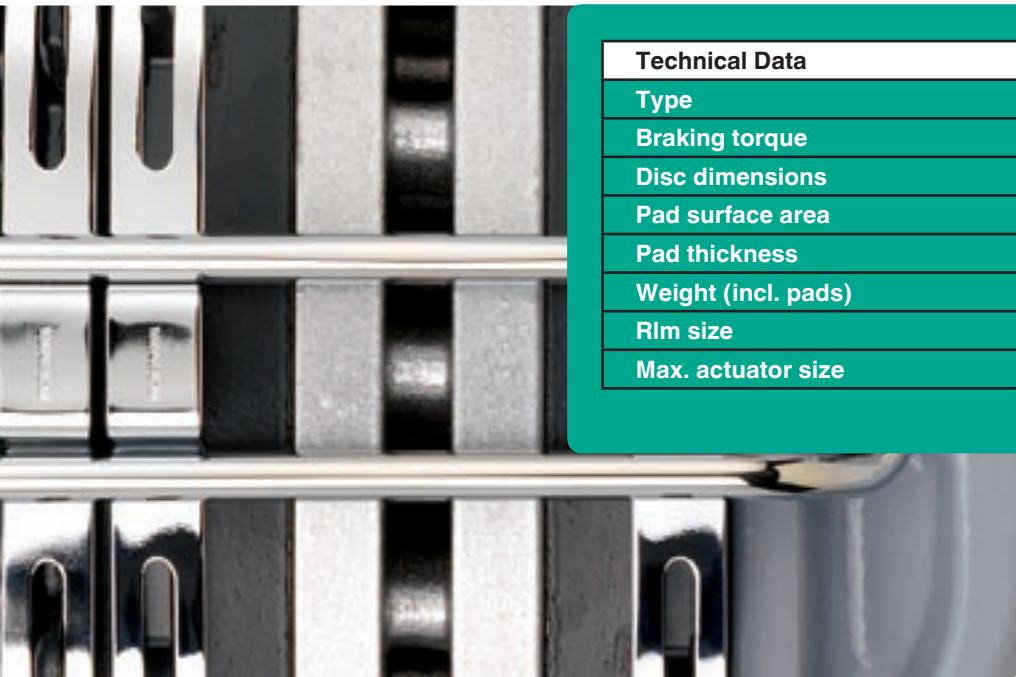 Technical Data
Type
Braking torque
Disc dimensions
Pad surface area
Pad thickness
Weight (incl. pads)
RIm size
Max. actuator size